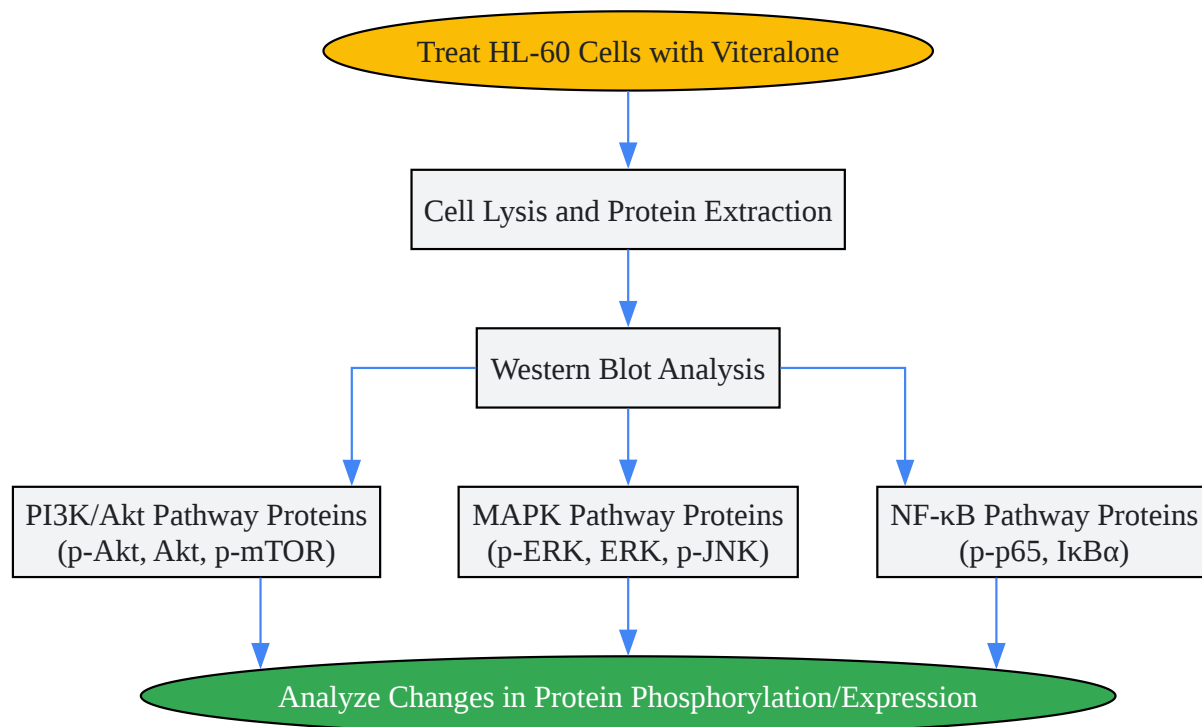 Treat HL-60 Cells with Viteralone
Cell Lysis and Protein Extraction
Western Blot Analysis
PI3K/Akt Pathway Proteins
(p-Akt, Akt, p-mTOR)
MAPK Pathway Proteins
(p-ERK, ERK, p-JNK)
NF-κB Pathway Proteins
(p-p65, IκBα)
Analyze Changes in Protein Phosphorylation/Expression